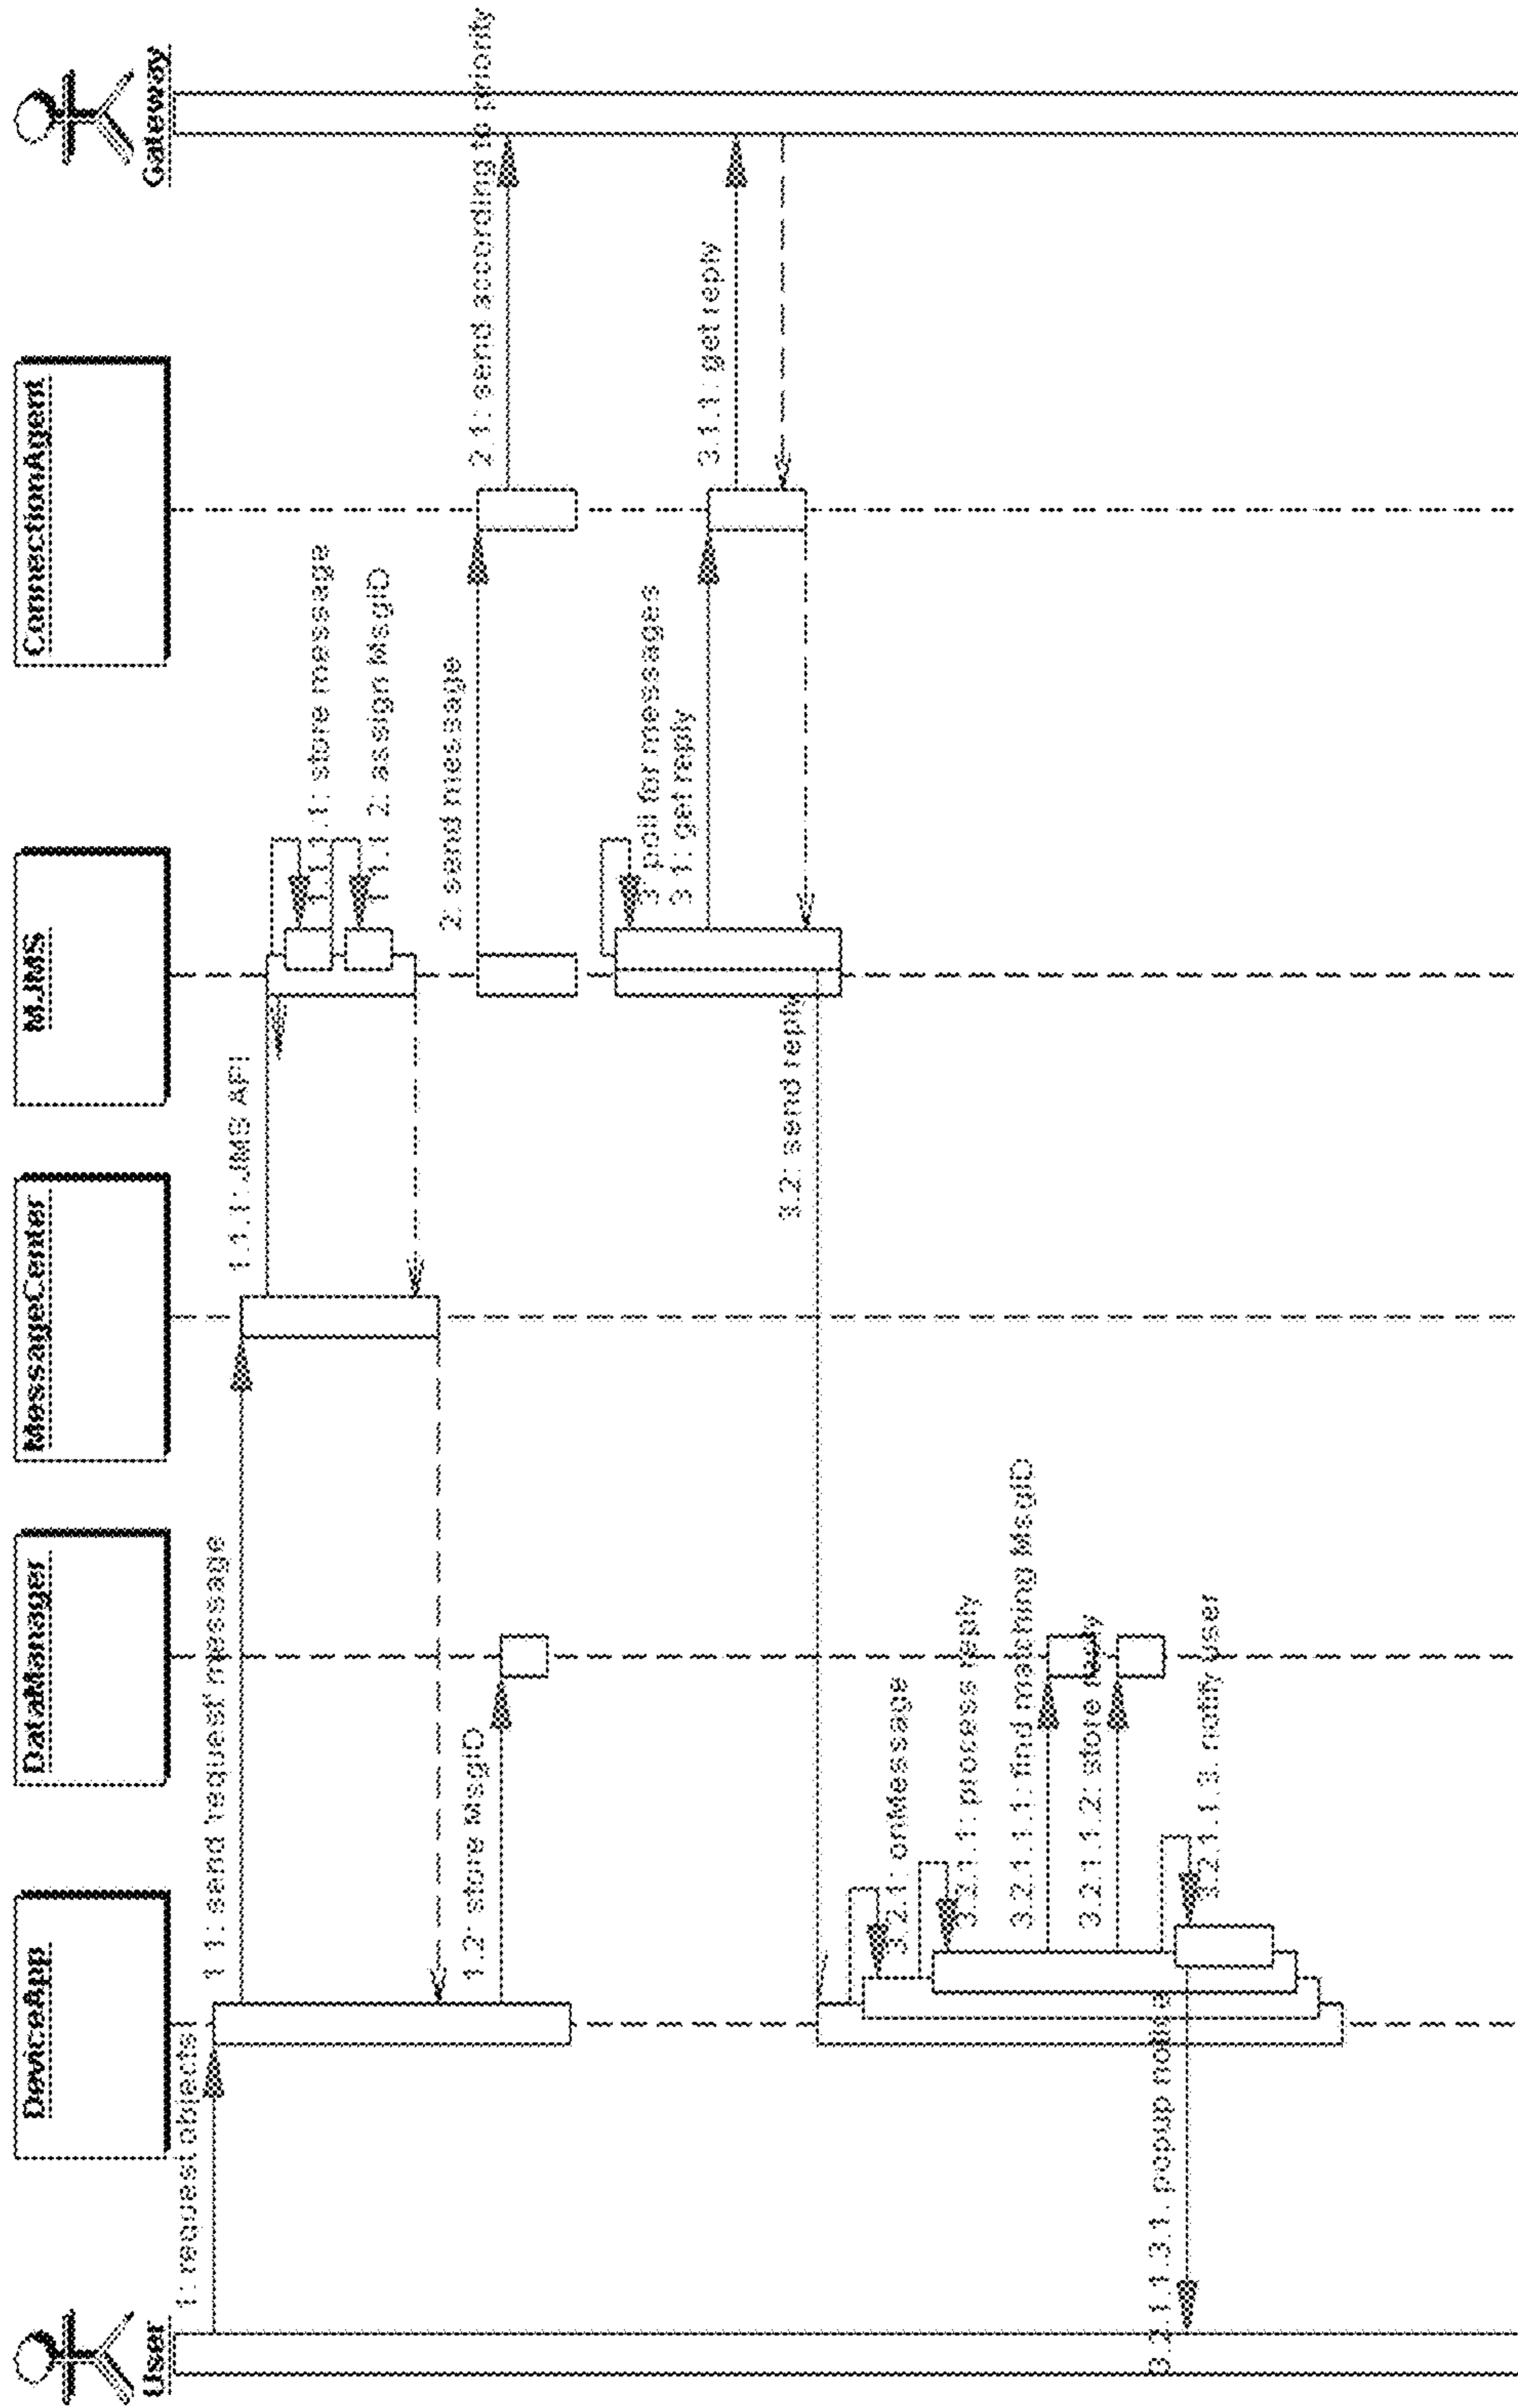 User
DeviceApp
DataManager
MessageCenter
MJMS
ConnectionAgent
Gateway
1: request objects
1.1: send 'request' message
1.1.1: JMS API
1.1.1.1: store message
1.1.1.2: assign MsgID
2: send message
2.1: send according to priority
1.2: store MsgID
3: poll for messages
3.1: get reply
3.1.1: get reply
3.2: send reply
3.2.1: onMessage
3.2.1.1: process reply
3.2.1.1.1: find matching MsgID
3.2.1.1.2: store reply
3.2.1.1.3: notify user
3.2.1.1.3.1: popup notice